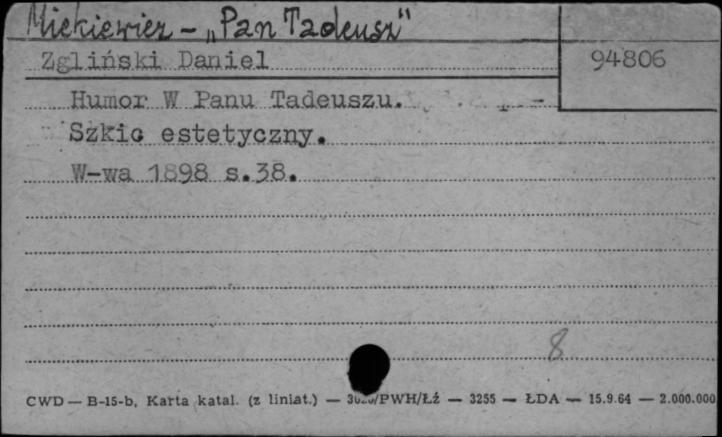 Mickiewicz - „Pan Tadeusz"
Zgliński Daniel
94806
Humor W Panu Tadeuszu.
Szkic estetyczny.
W-wa 1898 s.38.
8
CWD — B-15-b, Karta katal. (z liniat.) — /PWH/Łź — 3255 — ŁDA — 15.9.64 — 2.000.000